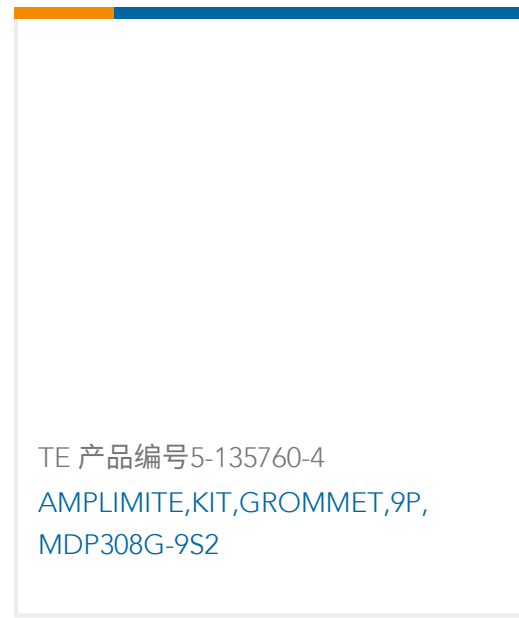 TE 产品编号5-135760-4
AMPLIMITE,KIT,GROMMET,9P,
MDP308G-9S2